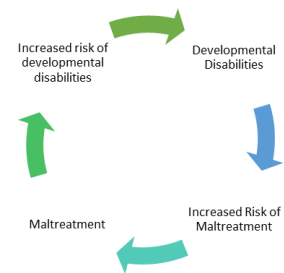 Increased risk of
developmental
disabilities
Developmental
Disabilities
Increased Risk of
Maltreatment
Maltreatment